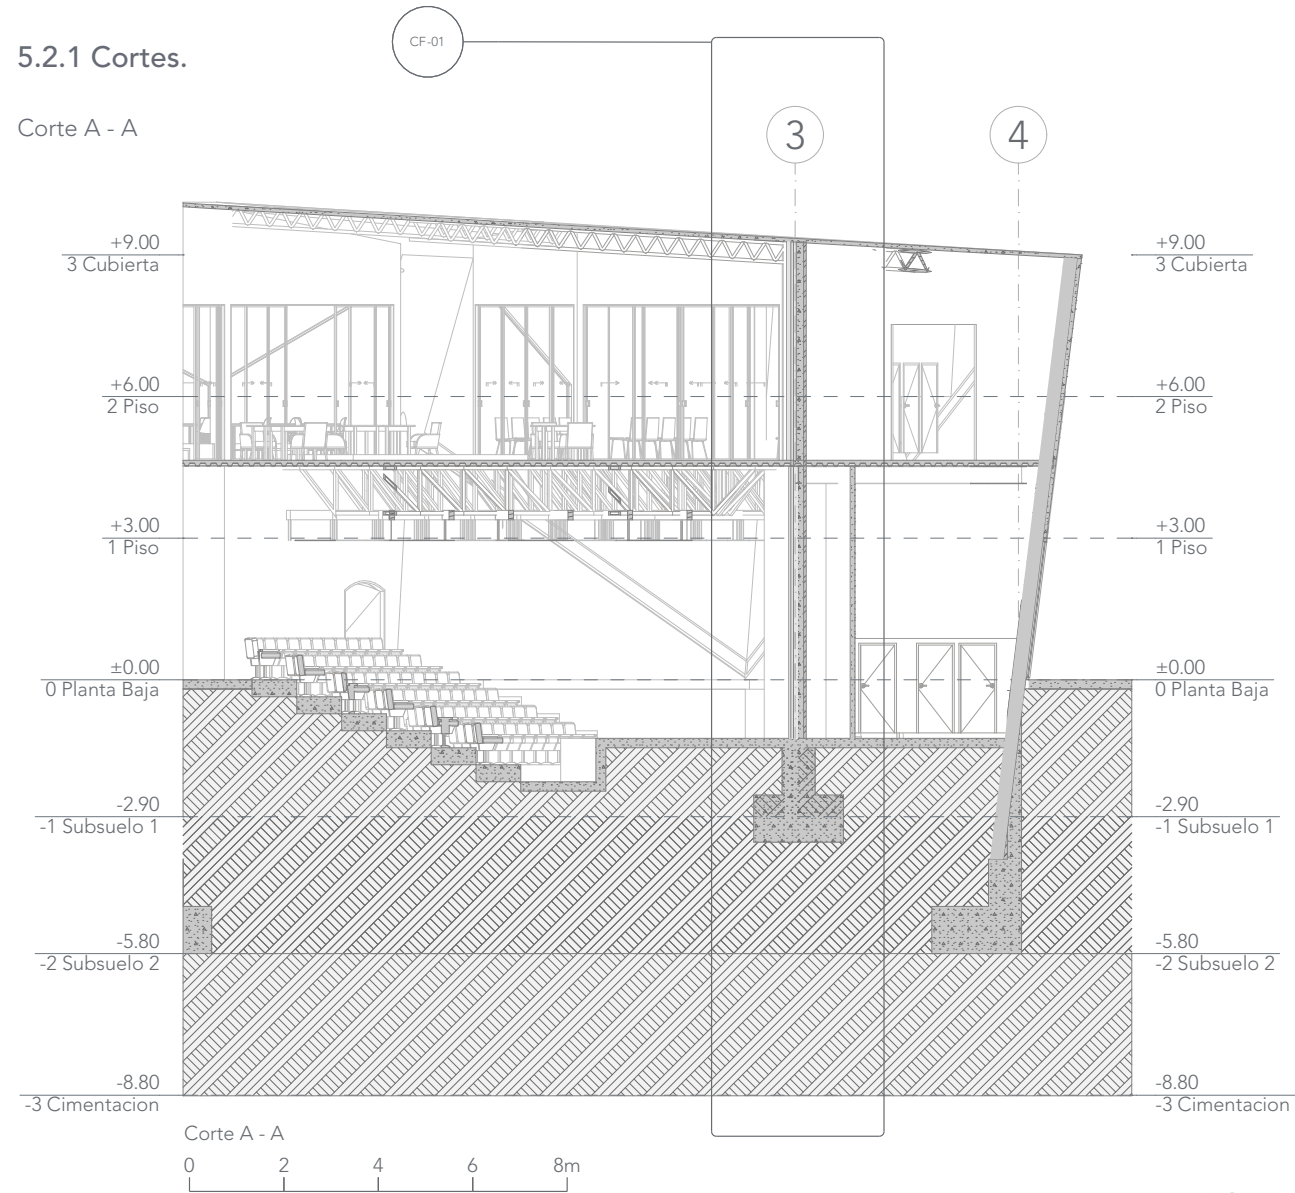 CF-01
5.2.1 Cortes.
Corte A - A
3
4
+9.00
3 Cubierta
+9.00
3 Cubierta
+6.00
2 Piso
+6.00
2 Piso
+3.00
1 Piso
+3.00
1 Piso
±0.00
0 Planta Baja
±0.00
0 Planta Baja
-2.90
-1 Subsuelo 1
-2.90
-1 Subsuelo 1
-5.80
-2 Subsuelo 2
-5.80
-2 Subsuelo 2
-8.80
-3 Cimentacion
-8.80
-3 Cimentacion
Corte A - A
0 2 4 6 8m